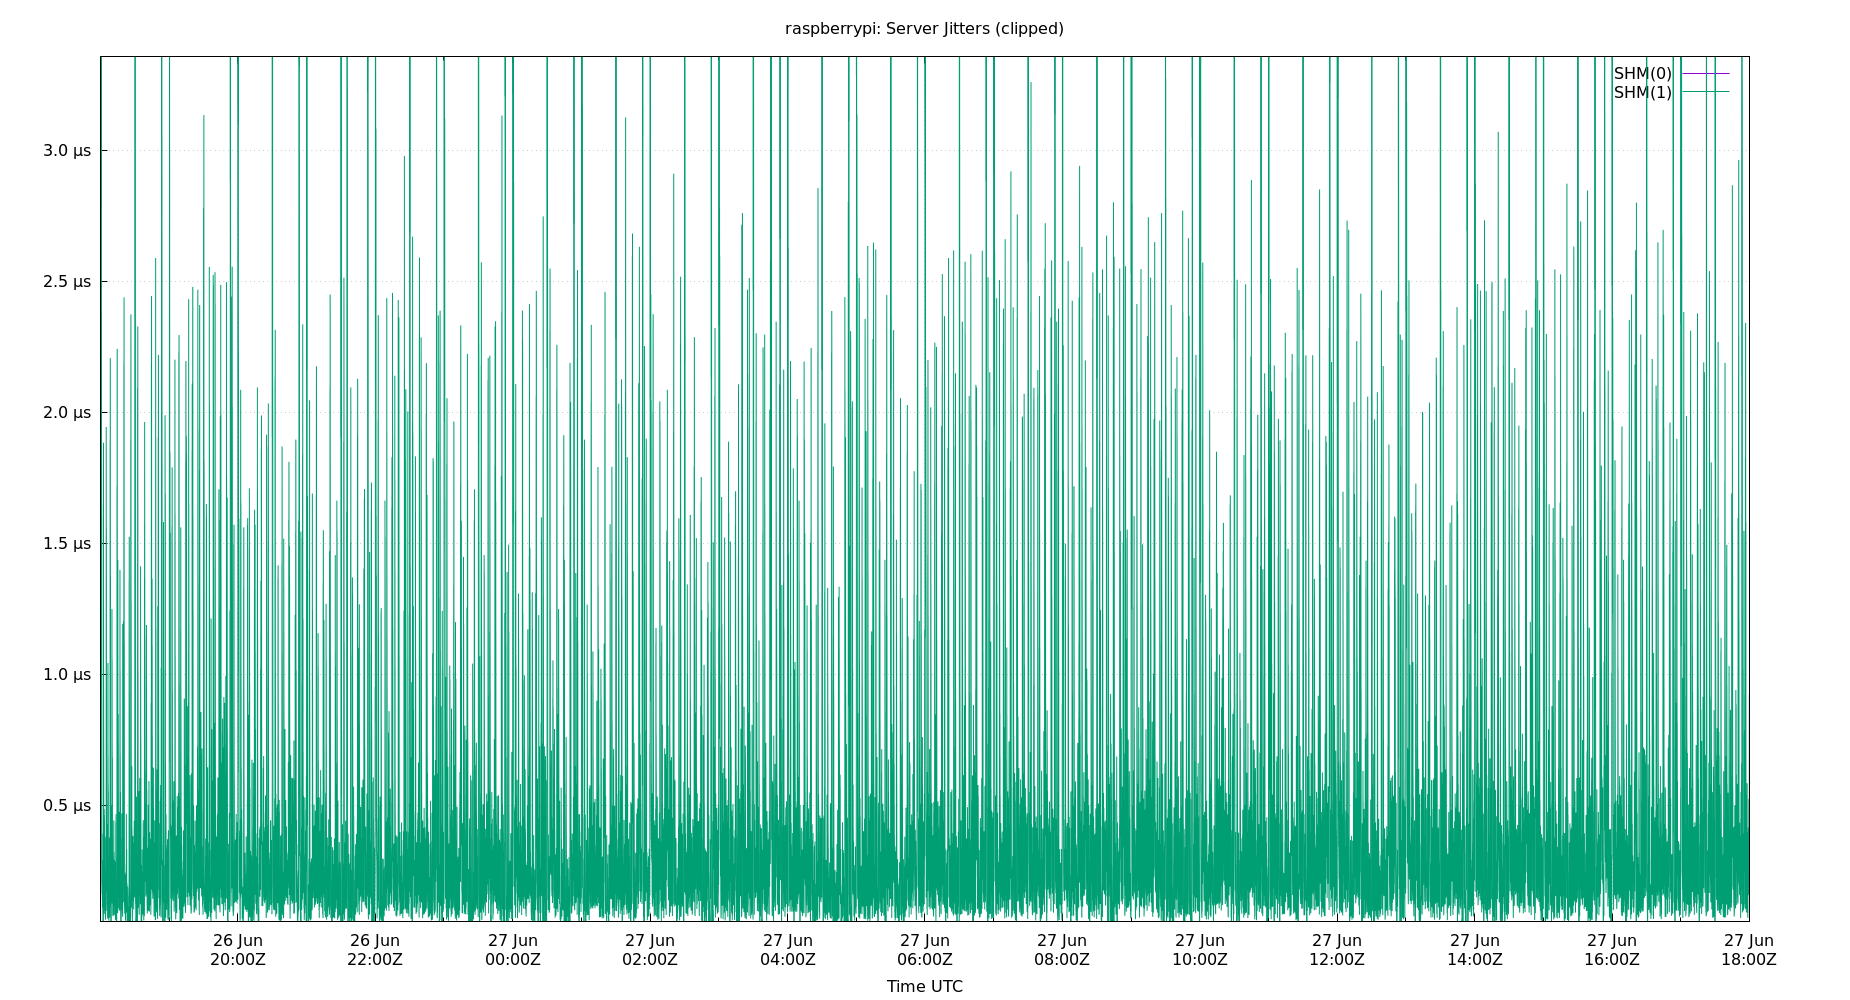 raspberrypi: Server Jitters (clipped)
SHM(0)
SHM(1)
3.0 µs
2.5 µs
2.0 µs
1.5 µs
1.0 µs
0.5 µs
26 Jun 26 Jun 27 Jun 27 Jun 27 Jun 27 Jun 27 Jun 27 Jun 27 Jun 27 Jun 27 Jun 27 Jun
20:00Z 22:00Z 00:00Z 02:00Z 04:00Z 06:00Z 08:00Z 10:00Z 12:00Z 14:00Z 16:00Z 18:00Z
Time UTC